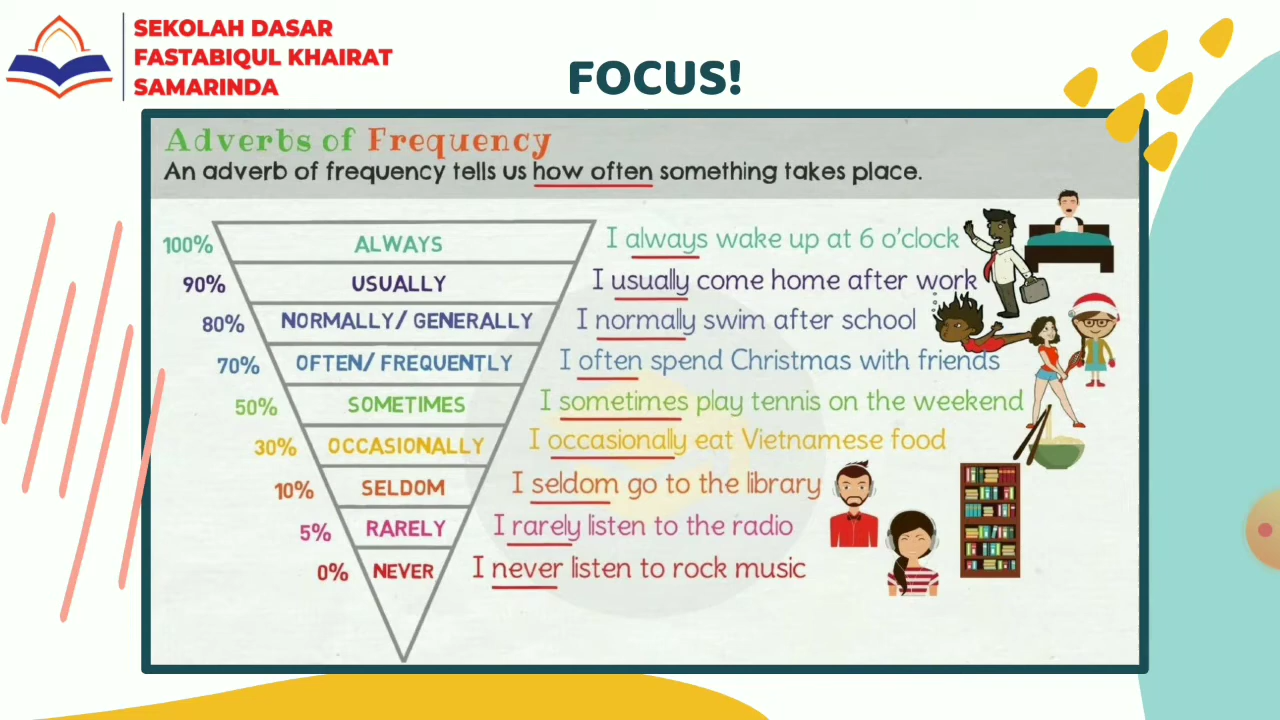 SEKOLAH DASAR
FASTABIQUL KHAIRAT
SAMARINDA
FOCUS!
Adverbs of Frequency
An adverb of frequency tells us how often something takes place.
100% ALWAYS I always wake up at 6 o'clock
90% USUALLY I usually come home after work
80% NORMALLY/ GENERALLY I normally swim after school
70% OFTEN/ FREQUENTLY I often spend Christmas with friends
50% SOMETIMES I sometimes play tennis on the weekend
30% OCCASIONALLY I occasionally eat Vietnamese food
10% SELDOM I seldom go to the library
5% RARELY I rarely listen to the radio
0% NEVER I never listen to rock music